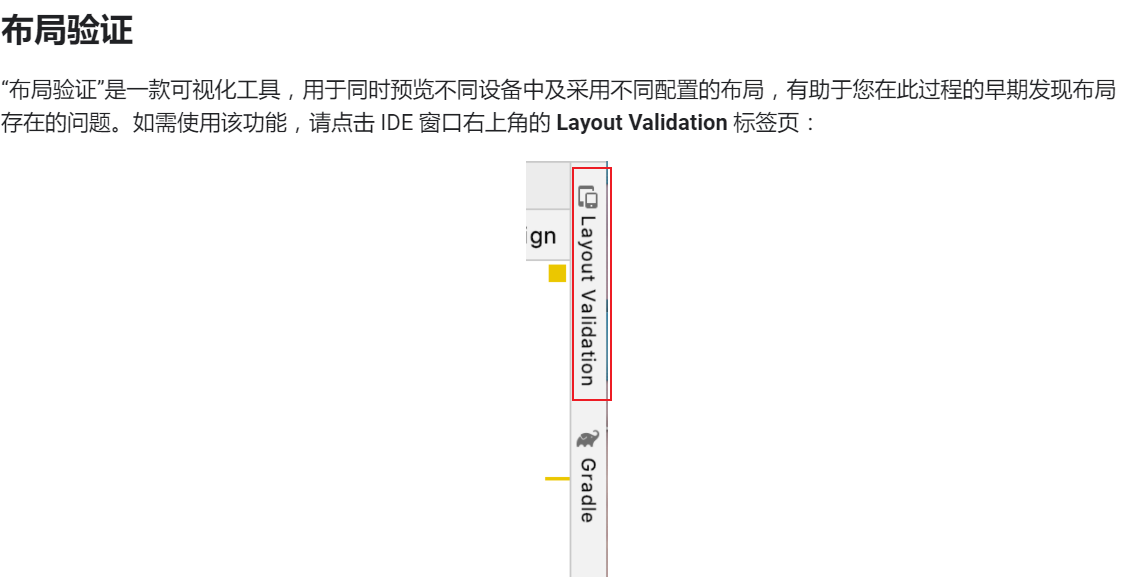 布局验证
“布局验证”是一款可视化工具，用于同时预览不同设备中及采用不同配置的布局，有助于您在此过程的早期发现布局
存在的问题。如需使用该功能，请点击 IDE 窗口右上角的 Layout Validation 标签页：
ign
Layout Validation
Gradle